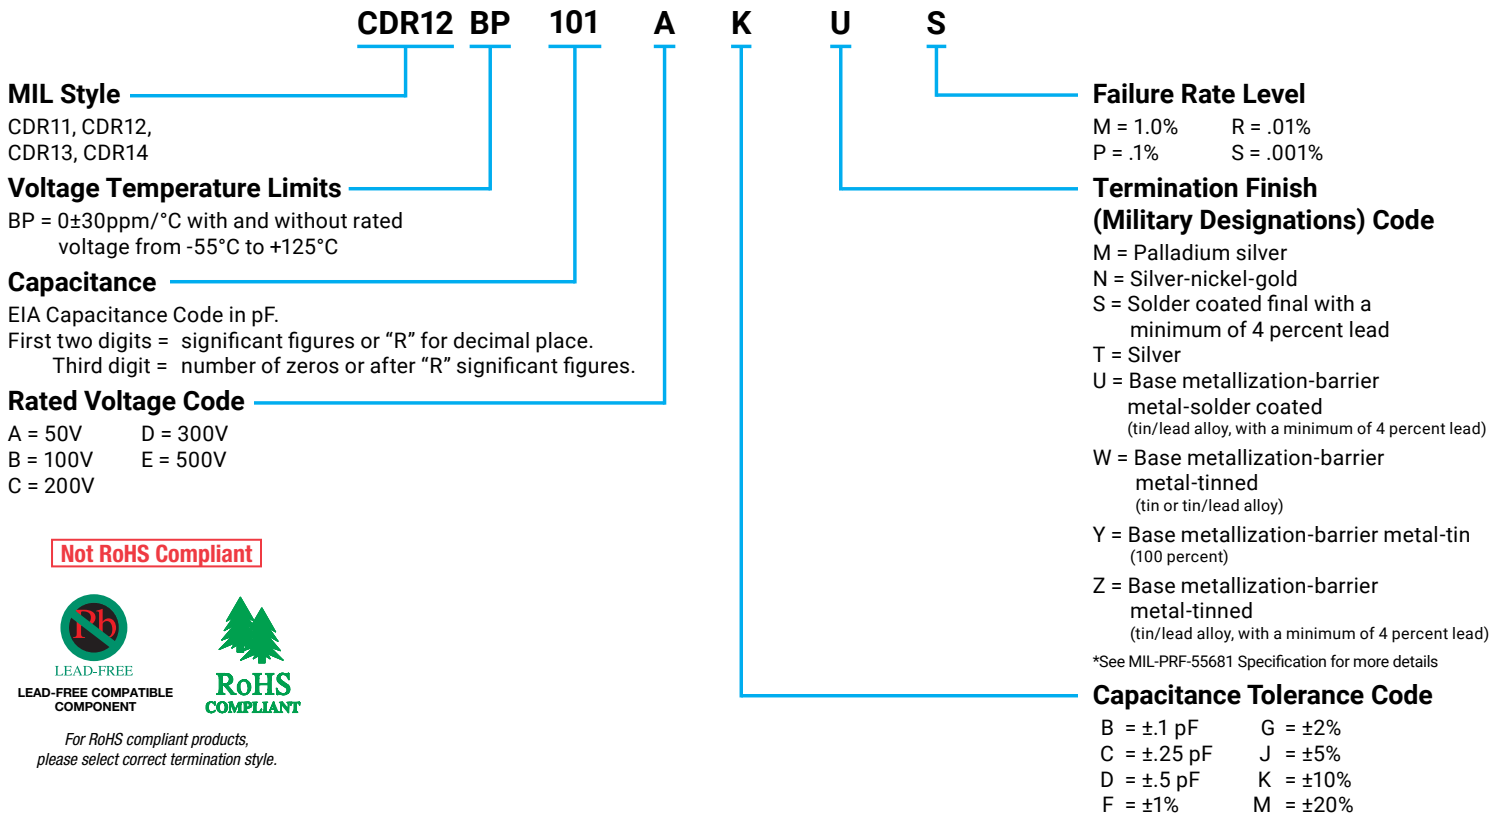 CDR12 BP 101 A K U S
MIL Style
CDR11, CDR12,
CDR13, CDR14
Voltage Temperature Limits
BP = 0±30ppm/°C with and without rated
voltage from -55°C to +125°C
Capacitance
EIA Capacitance Code in pF.
First two digits = significant figures or “R” for decimal place.
Third digit = number of zeros or after “R” significant figures.
Rated Voltage Code
A = 50V D = 300V
B = 100V E = 500V
C = 200V
Not RoHS Compliant
Pb
LEAD-FREE
LEAD-FREE COMPATIBLE
COMPONENT
RoHS
COMPLIANT
For RoHS compliant products,
please select correct termination style.
Failure Rate Level
M = 1.0% R = .01%
P = .1% S = .001%
Termination Finish
(Military Designations) Code
M = Palladium silver
N = Silver-nickel-gold
S = Solder coated final with a
minimum of 4 percent lead
T = Silver
U = Base metallization-barrier
metal-solder coated
(tin/lead alloy, with a minimum of 4 percent lead)
W = Base metallization-barrier
metal-tinned
(tin or tin/lead alloy)
Y = Base metallization-barrier metal-tin
(100 percent)
Z = Base metallization-barrier
metal-tinned
(tin/lead alloy, with a minimum of 4 percent lead)
*See MIL-PRF-55681 Specification for more details
Capacitance Tolerance Code
B = ±.1 pF G = ±2%
C = ±.25 pF J = ±5%
D = ±.5 pF K = ±10%
F = ±1% M = ±20%